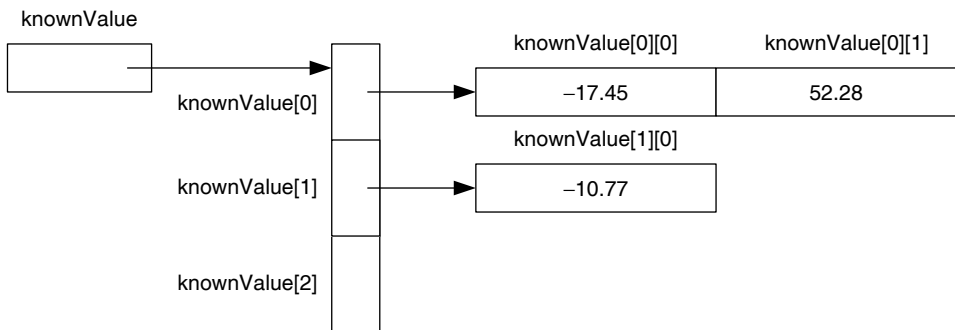 knownValue
knownValue[0][0] knownValue[0][1]
–17.45 52.28
knownValue[0]
knownValue[1][0]
knownValue[1]
–10.77
knownValue[2]